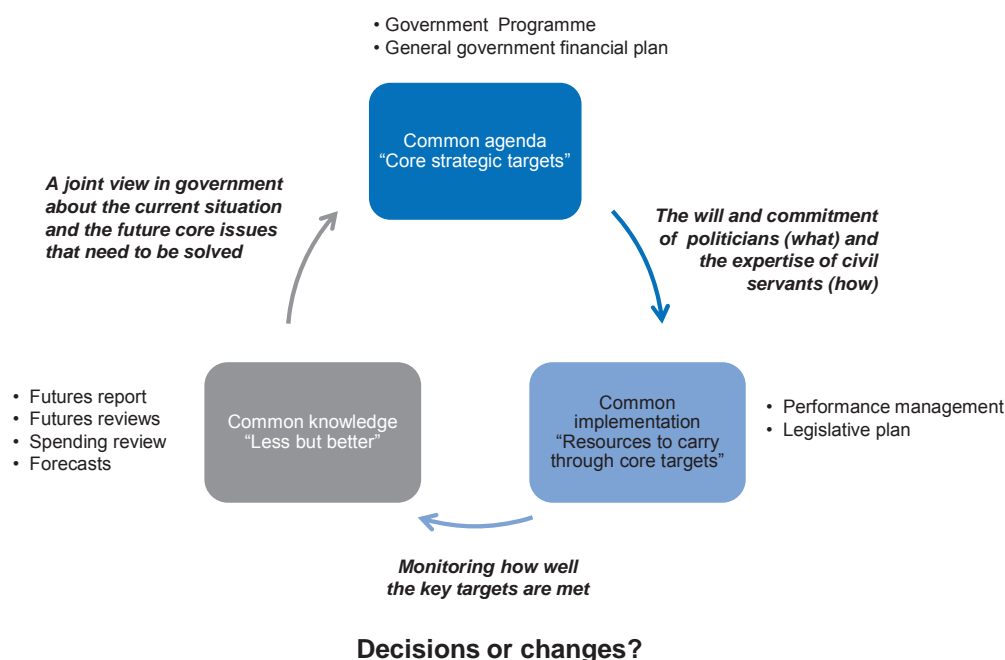 • Government Programme
• General government financial plan
Common agenda
“Core strategic targets”
A joint view in government
about the current situation
and the future core issues
that need to be solved
The will and commitment
of politicians (what) and
the expertise of civil
servants (how)
• Futures report
• Futures reviews
• Spending review
• Forecasts
Common knowledge
“Less but better”
Common
implementation
“Resources to carry
through core targets”
• Performance management
• Legislative plan
Monitoring how well
the key targets are met
Decisions or changes?